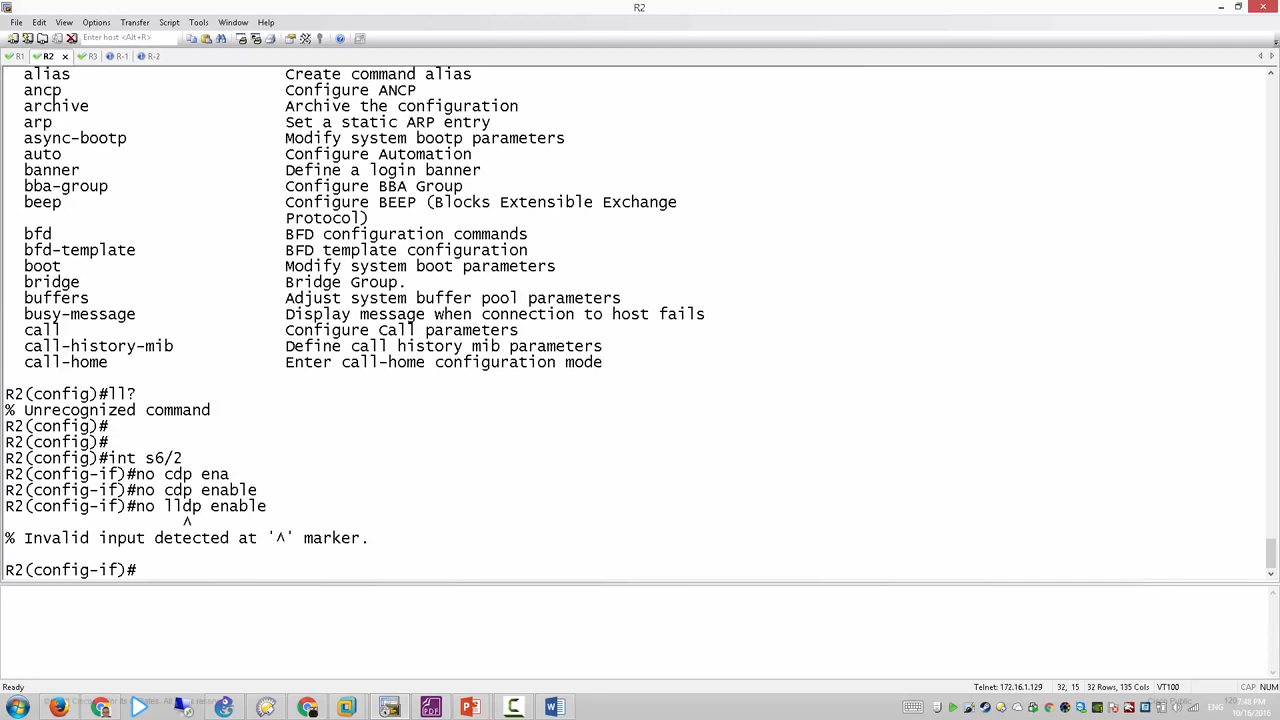 R2
File Edit View Options Transfer Script Tools Window Help
Enter host <Alt+R>
R1 R2 R3 R-1 R-2
alias Create command alias
ancp Configure ANCP
archive Archive the configuration
arp Set a static ARP entry
async-bootp Modify system bootp parameters
auto Configure Automation
banner Define a login banner
bba-group Configure BBA Group
beep Configure BEEP (Blocks Extensible Exchange
Protocol)
bfd BFD configuration commands
bfd-template BFD template configuration
boot Modify system boot parameters
bridge Bridge Group.
buffers Adjust system buffer pool parameters
busy-message Display message when connection to host fails
call Configure Call parameters
call-history-mib Define call history mib parameters
call-home Enter call-home configuration mode
R2(config)#ll?
% Unrecognized command
R2(config)#
R2(config)#
R2(config)#int s6/2
R2(config-if)#no cdp ena
R2(config-if)#no cdp enable
R2(config-if)#no lldp enable
^
% Invalid input detected at '^' marker.
R2(config-if)#
Ready Telnet: 172.16.1.129 32, 15 32 Rows, 135 Cols VT100 CAP NUM
ENG 7:48 PM
10/16/2016